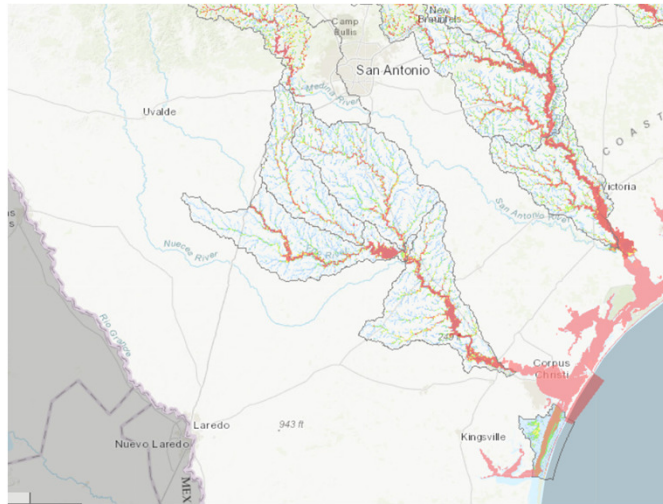 Camp
Bullis
New
Braunfels
San Antonio
Medina River
Uvalde
COAST
Victoria
San Antonio River
Nueces River
River
Rio Grande
Corpus
Christi
Laredo
943 ft
Nuevo Laredo
Kingsville
MEX